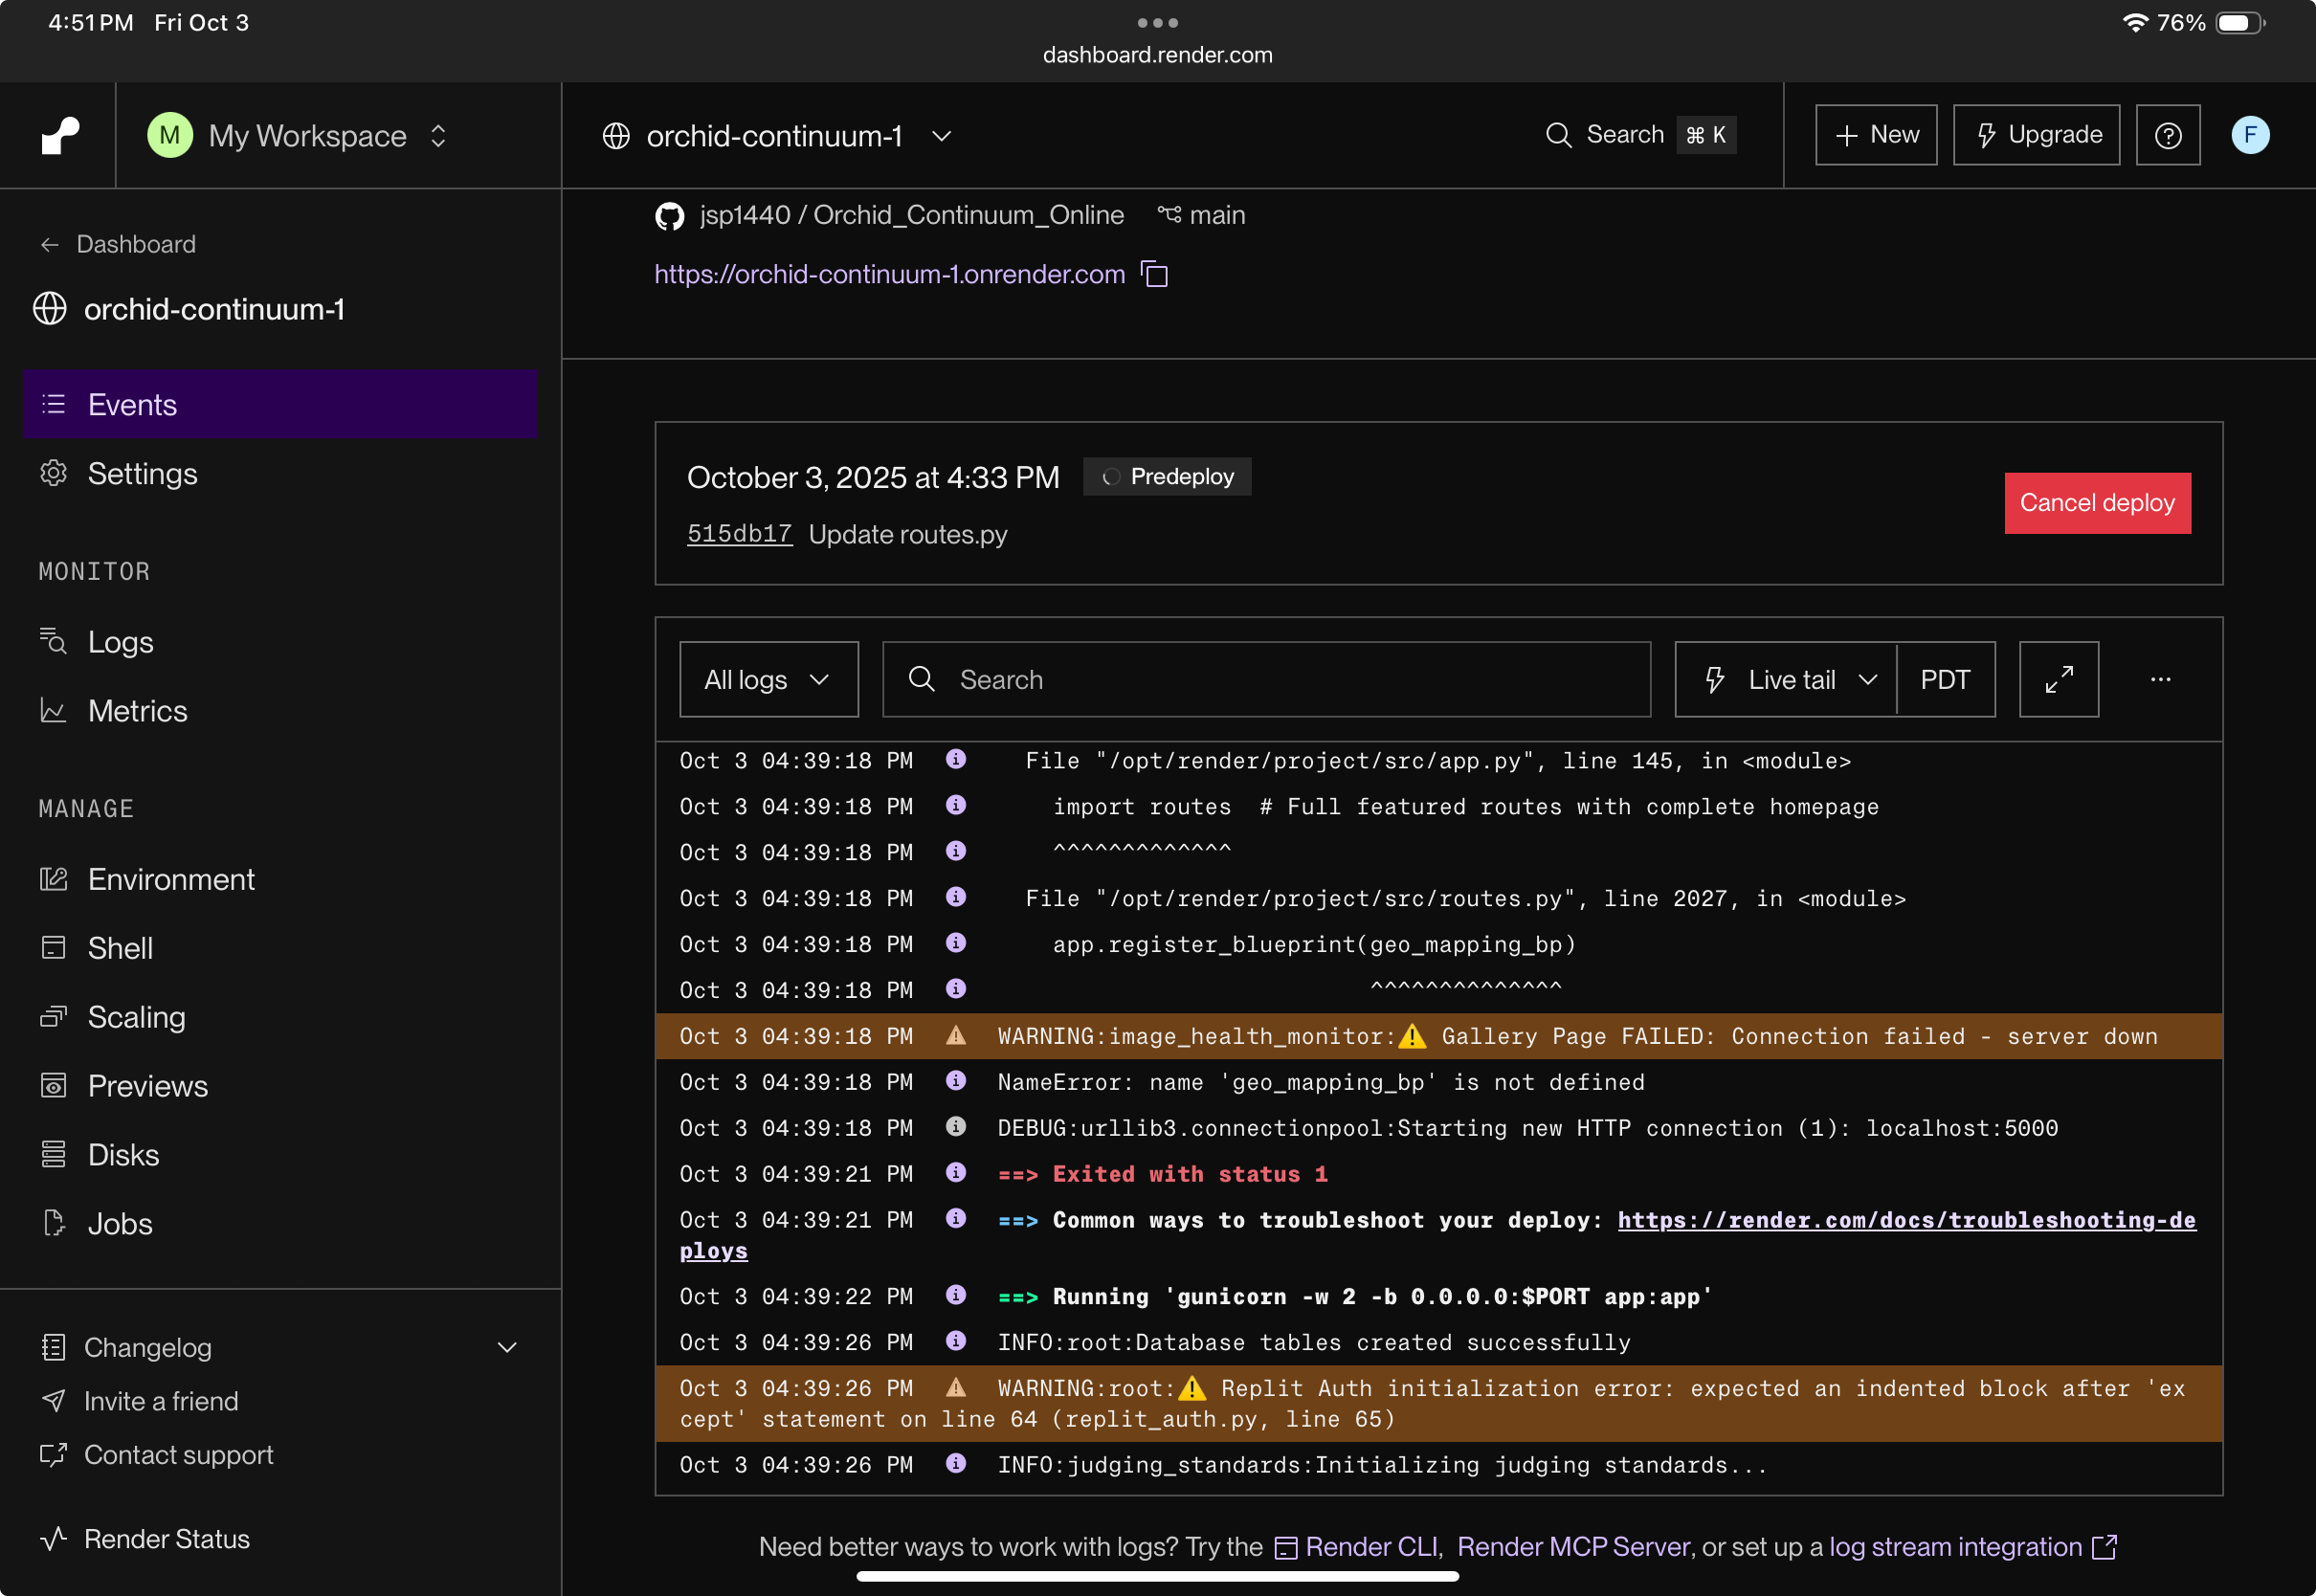 4:51 PM Fri Oct 3
76%
dashboard.render.com
M My Workspace
orchid-continuum-1
Search ⌘ K
+ New
Upgrade
F
← Dashboard
orchid-continuum-1
Events
Settings
MONITOR
Logs
Metrics
MANAGE
Environment
Shell
Scaling
Previews
Disks
Jobs
Changelog
Invite a friend
Contact support
Render Status
jsp1440 / Orchid_Continuum_Online main
https://orchid-continuum-1.onrender.com
October 3, 2025 at 4:33 PM Predeploy
515db17 Update routes.py
Cancel deploy
All logs
Search
Live tail
PDT
...
Oct 3 04:39:18 PM File "/opt/render/project/src/app.py", line 145, in <module>
Oct 3 04:39:18 PM import routes # Full featured routes with complete homepage
Oct 3 04:39:18 PM ^^^^^^^^^^^^^
Oct 3 04:39:18 PM File "/opt/render/project/src/routes.py", line 2027, in <module>
Oct 3 04:39:18 PM app.register_blueprint(geo_mapping_bp)
Oct 3 04:39:18 PM ^^^^^^^^^^^^^^
Oct 3 04:39:18 PM WARNING:image_health_monitor:⚠️ Gallery Page FAILED: Connection failed - server down
Oct 3 04:39:18 PM NameError: name 'geo_mapping_bp' is not defined
Oct 3 04:39:18 PM DEBUG:urllib3.connectionpool:Starting new HTTP connection (1): localhost:5000
Oct 3 04:39:21 PM ==> Exited with status 1
Oct 3 04:39:21 PM ==> Common ways to troubleshoot your deploy: https://render.com/docs/troubleshooting-de
ploys
Oct 3 04:39:22 PM ==> Running 'gunicorn -w 2 -b 0.0.0.0:$PORT app:app'
Oct 3 04:39:26 PM INFO:root:Database tables created successfully
Oct 3 04:39:26 PM WARNING:root:⚠️ Replit Auth initialization error: expected an indented block after 'ex
cept' statement on line 64 (replit_auth.py, line 65)
Oct 3 04:39:26 PM INFO:judging_standards:Initializing judging standards...
Need better ways to work with logs? Try the Render CLI, Render MCP Server, or set up a log stream integration